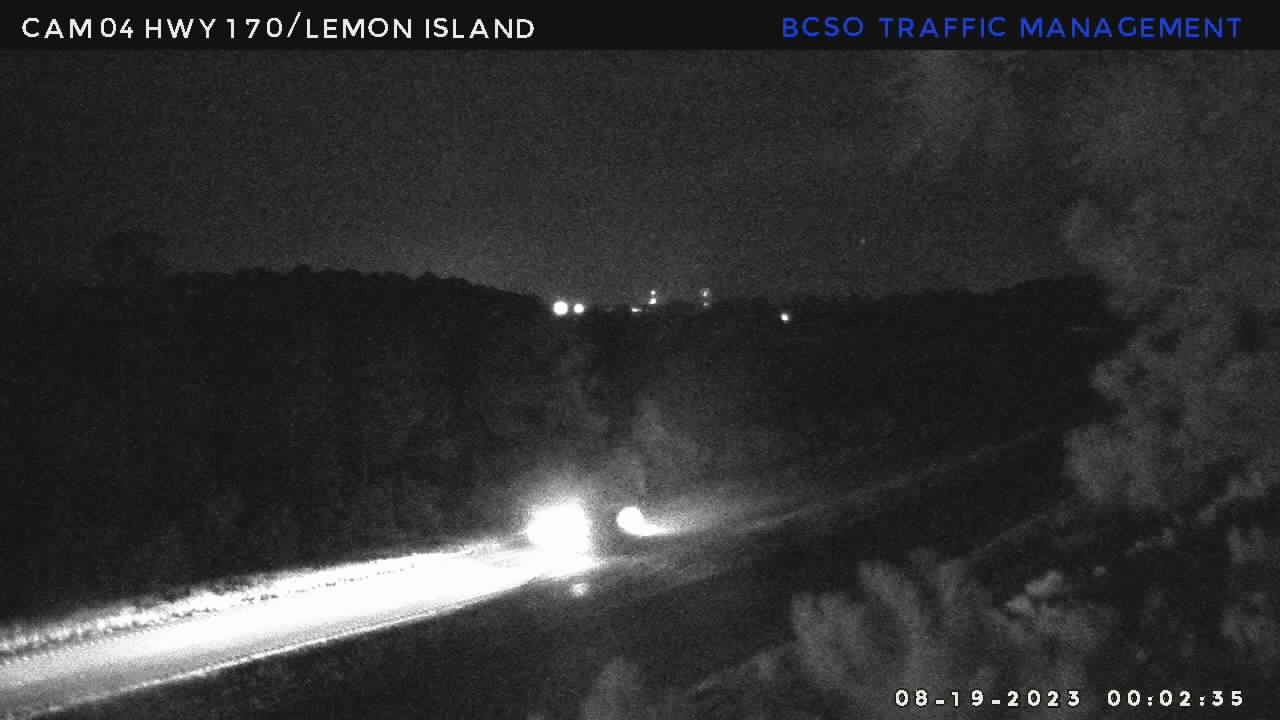 CAM04 HWY 170/LEMON ISLAND
BCSO TRAFFIC MANAGEMENT
08-19-2023 00:02:35